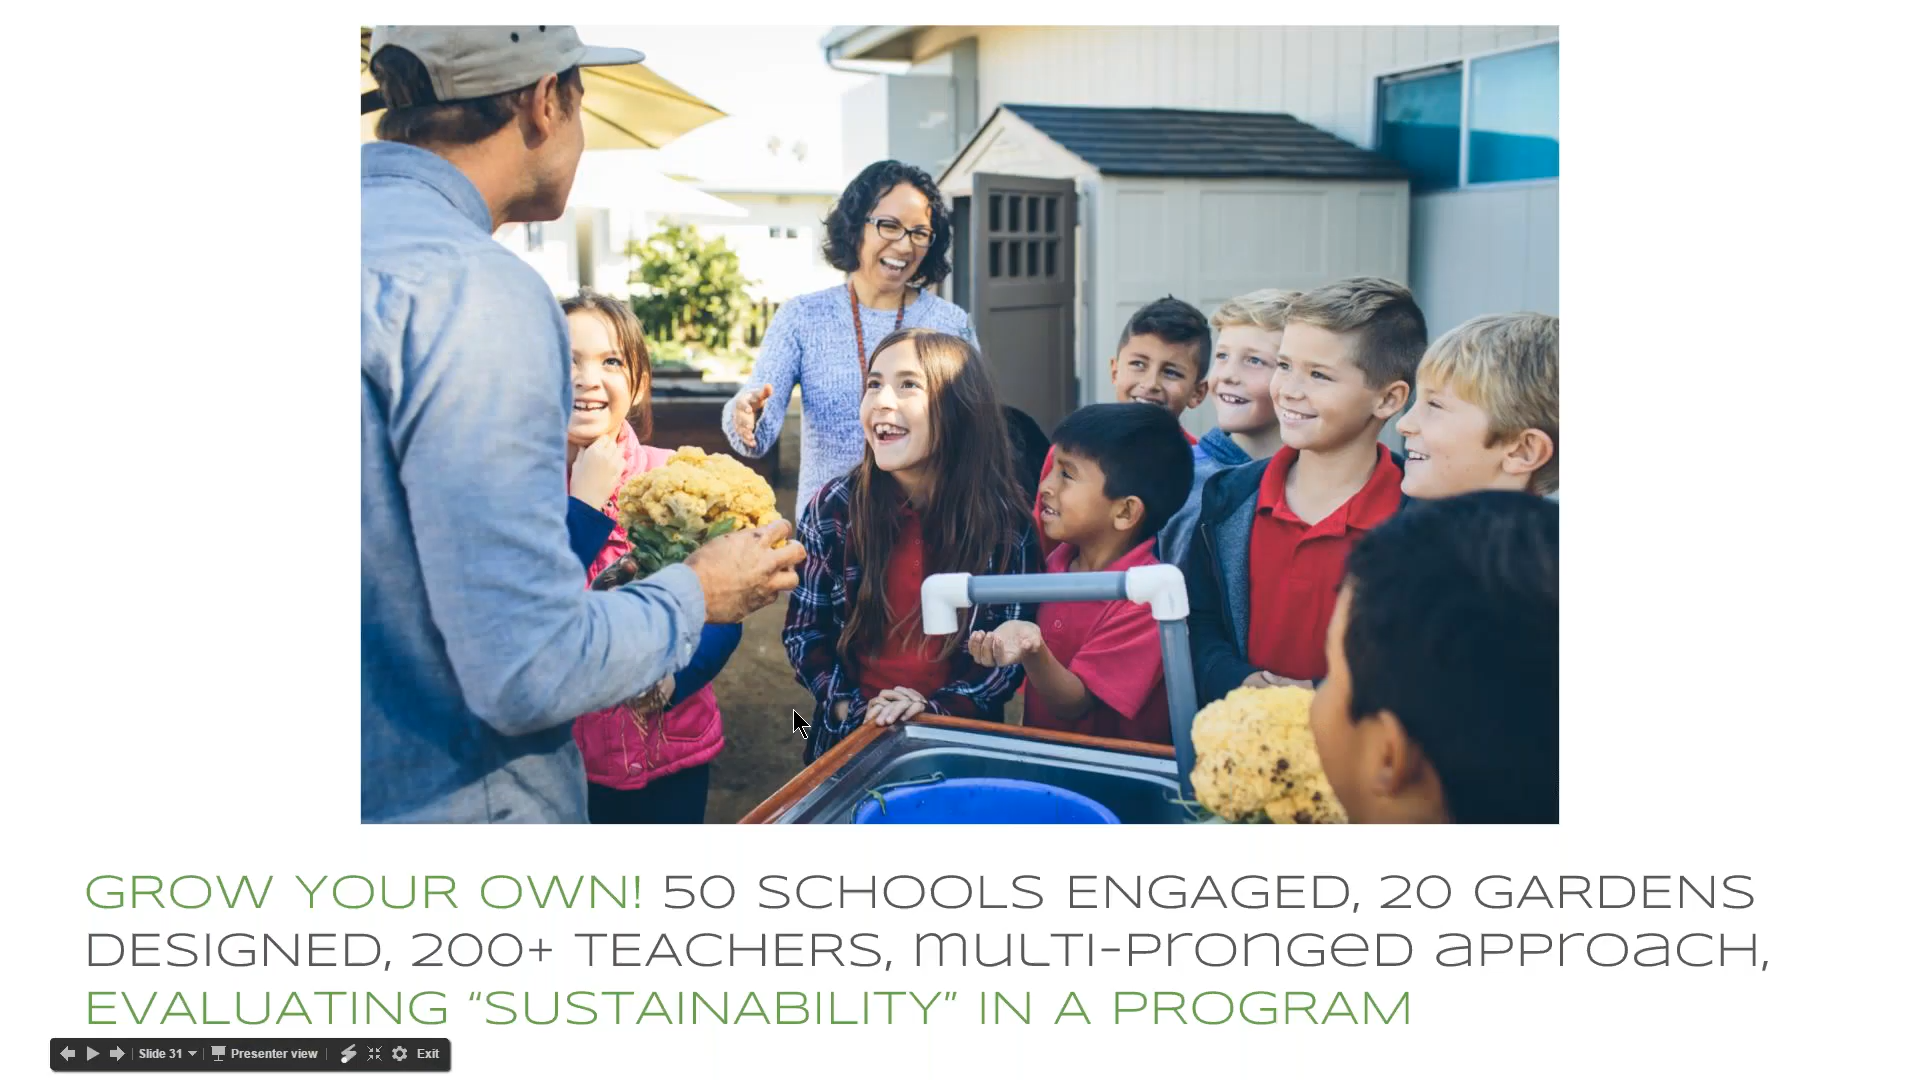 GROW YOUR OWN! 50 SCHOOLS ENGAGED, 20 GARDENS
DESIGNED, 200+ TEACHERS, multi-pronged approach,
EVALUATING “SUSTAINABILITY” IN A PROGRAM
Slide 31 Presenter view Exit